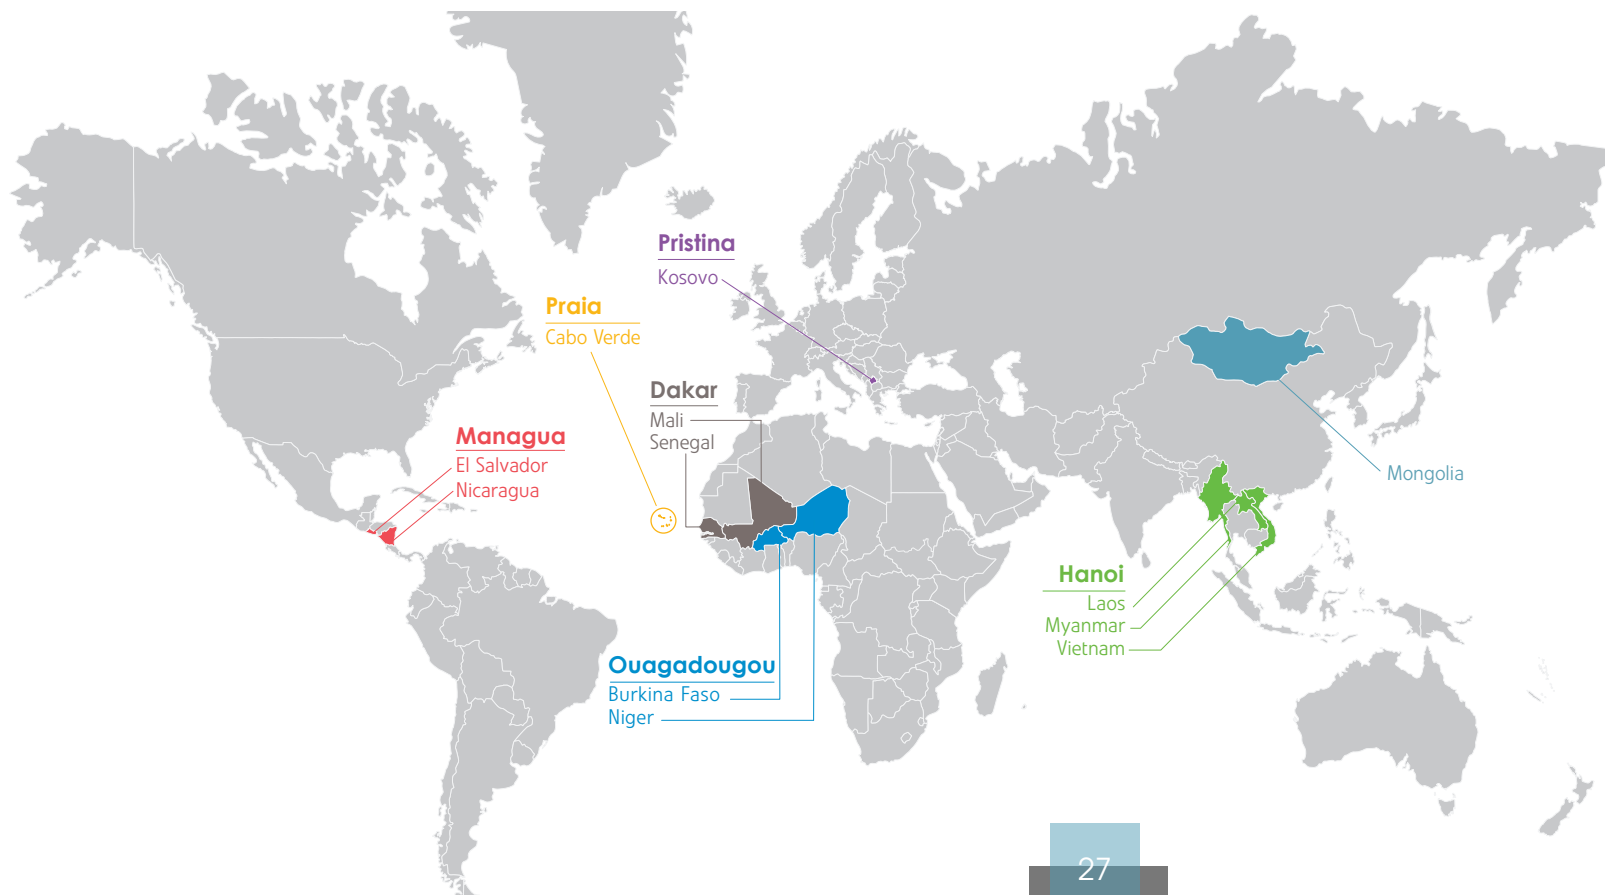 Pristina
Kosovo
Praia
Cabo Verde
Dakar
Mali
Senegal
Managua
El Salvador
Nicaragua
Mongolia
Hanoi
Laos
Myanmar
Vietnam
Ouagadougou
Burkina Faso
Niger
27